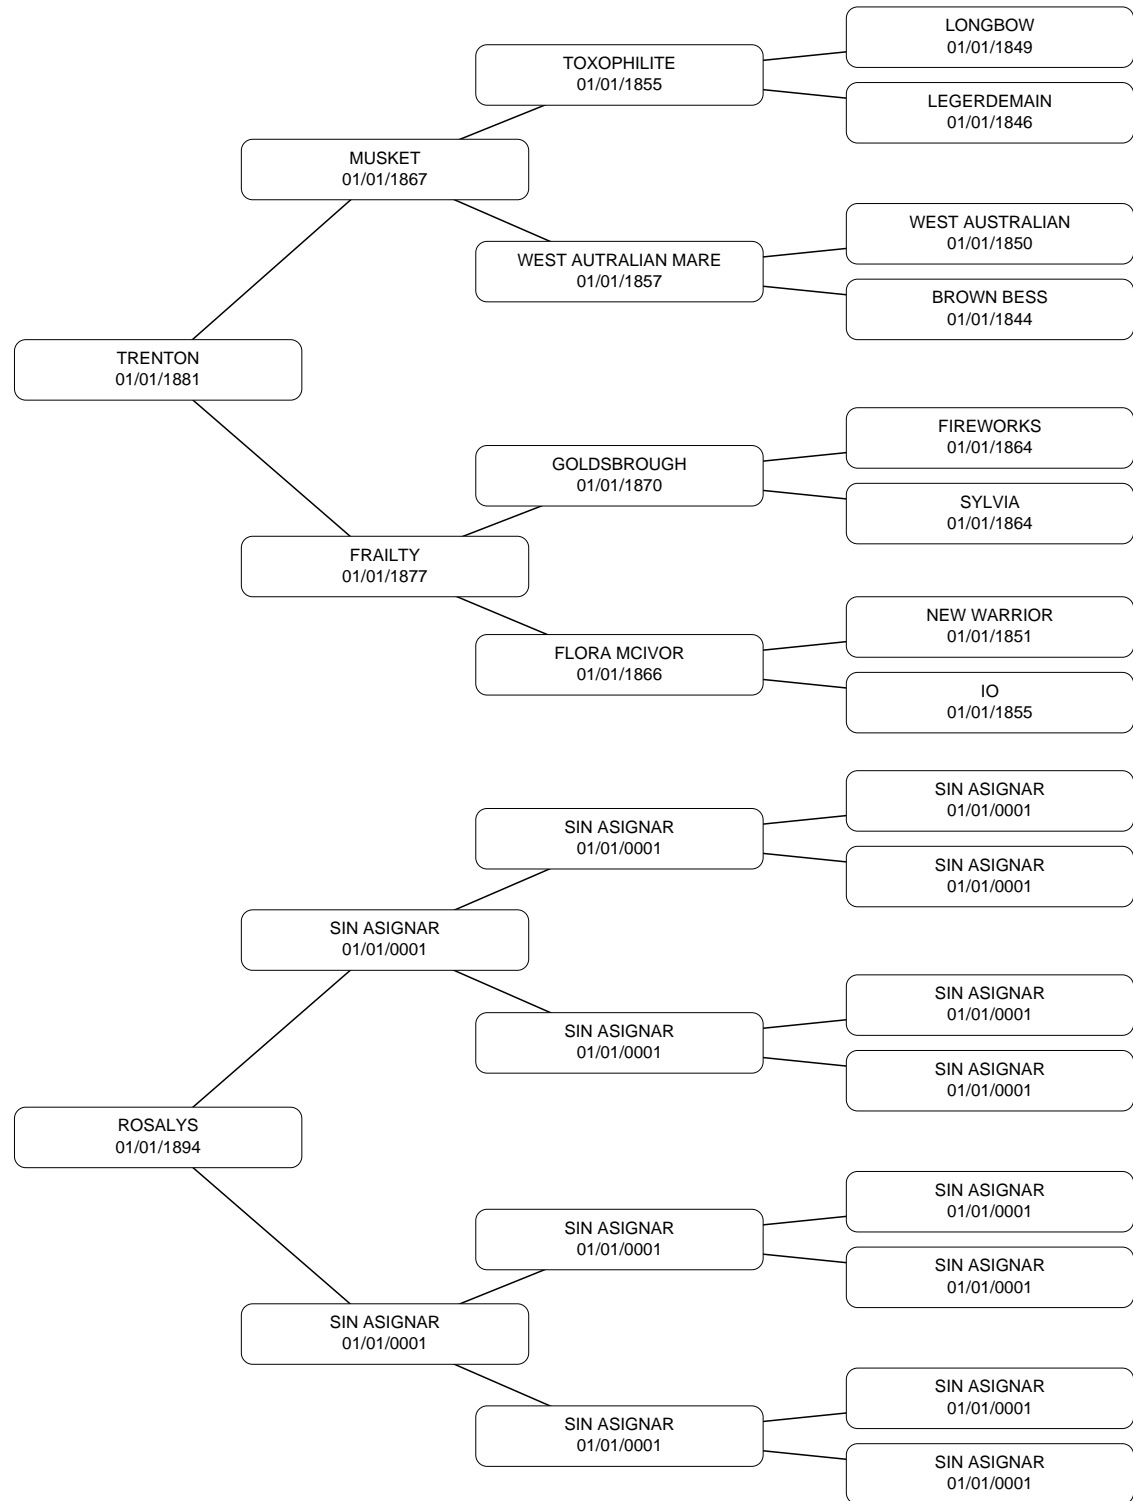 LONGBOW
01/01/1849
TOXOPHILITE
01/01/1855
LEGERDEMAIN
01/01/1846
MUSKET
01/01/1867
WEST AUSTRALIAN
01/01/1850
WEST AUTRALIAN MARE
01/01/1857
BROWN BESS
01/01/1844
TRENTON
01/01/1881
FIREWORKS
01/01/1864
GOLDSBROUGH
01/01/1870
SYLVIA
01/01/1864
FRAILTY
01/01/1877
NEW WARRIOR
01/01/1851
FLORA MCIVOR
01/01/1866
IO
01/01/1855
SIN ASIGNAR
01/01/0001
SIN ASIGNAR
01/01/0001
SIN ASIGNAR
01/01/0001
SIN ASIGNAR
01/01/0001
SIN ASIGNAR
01/01/0001
SIN ASIGNAR
01/01/0001
SIN ASIGNAR
01/01/0001
ROSALYS
01/01/1894
SIN ASIGNAR
01/01/0001
SIN ASIGNAR
01/01/0001
SIN ASIGNAR
01/01/0001
SIN ASIGNAR
01/01/0001
SIN ASIGNAR
01/01/0001
SIN ASIGNAR
01/01/0001
SIN ASIGNAR
01/01/0001